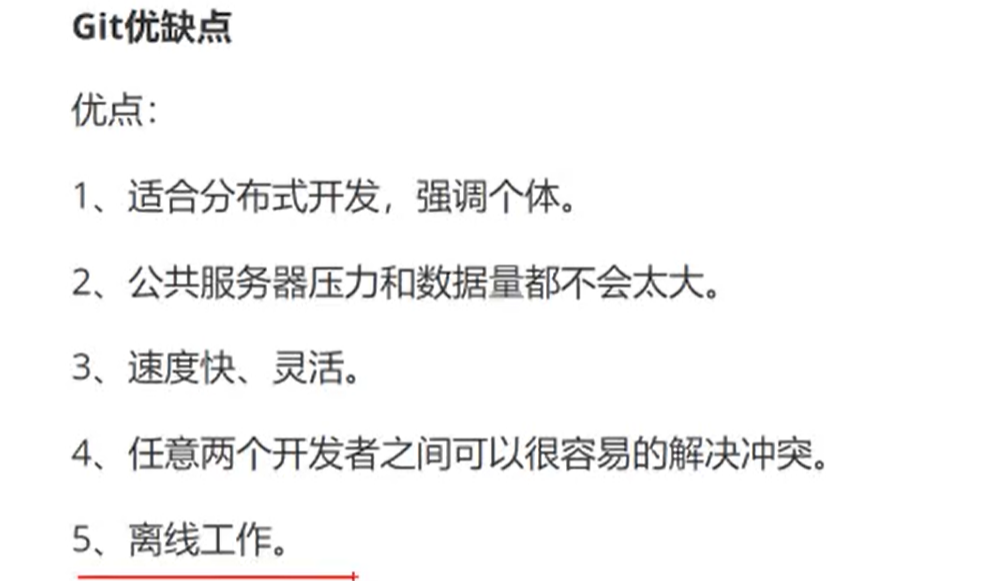 Git优缺点
优点：
1、适合分布式开发，强调个体。
2、公共服务器压力和数据量都不会太大。
3、速度快、灵活。
4、任意两个开发者之间可以很容易的解决冲突。
5、离线工作。